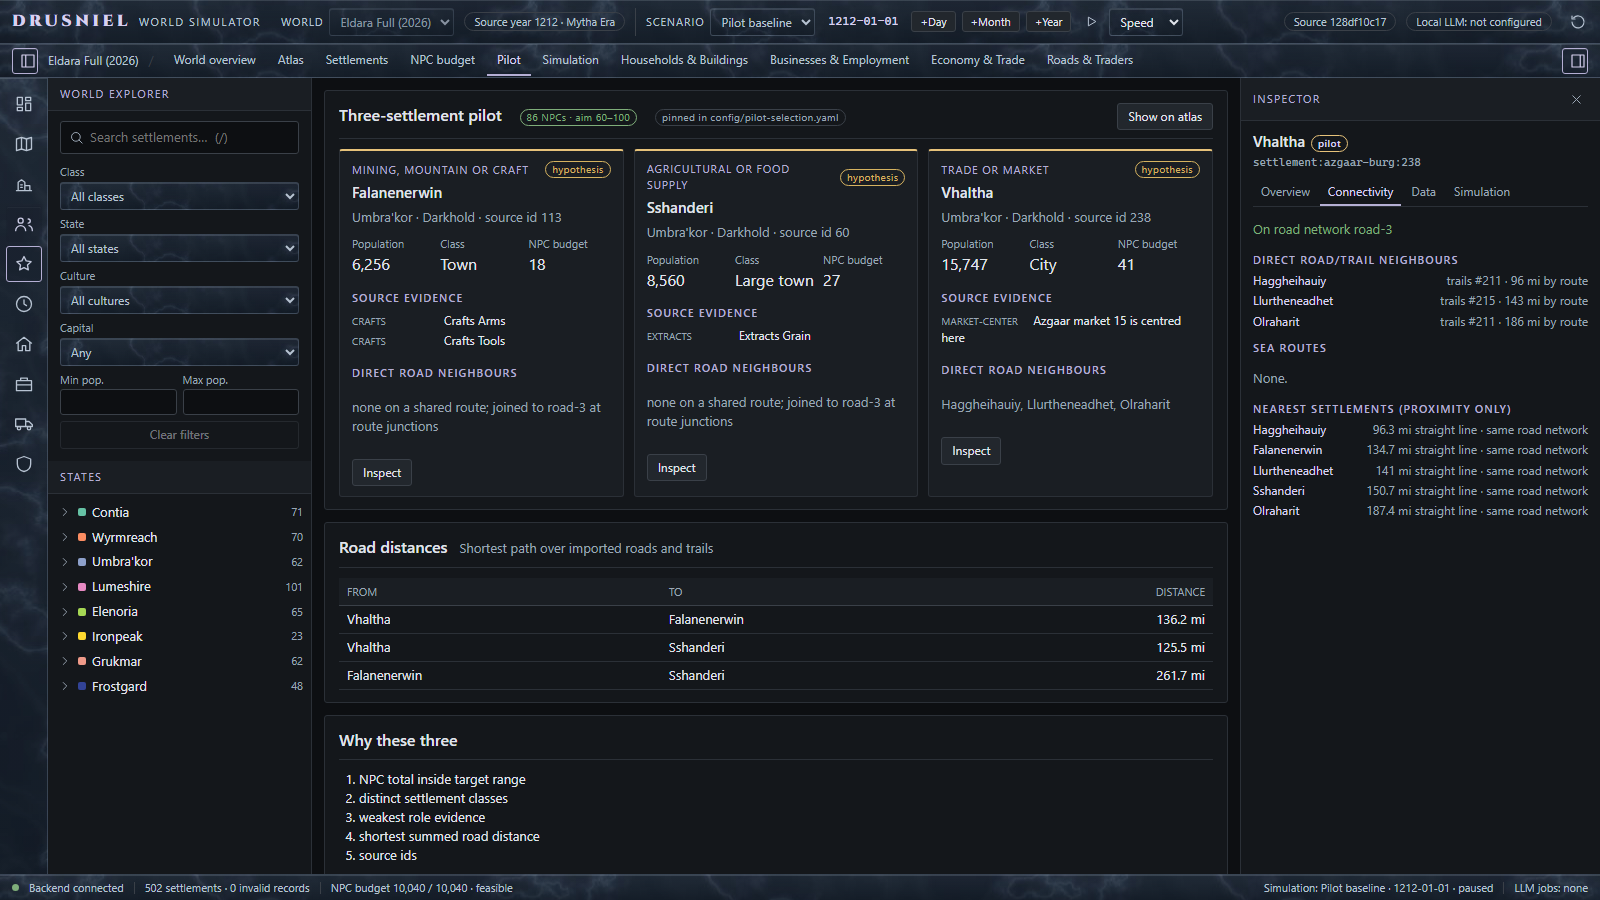 DRUSNIEL WORLD SIMULATOR WORLD Eldara Full (2026) Source year 1212 · Mytha Era SCENARIO Pilot baseline 1212-01-01 +Day +Month +Year Speed Source 128df10c17 Local LLM: not configured
Eldara Full (2026) / World overview Atlas Settlements NPC budget Pilot Simulation Households & Buildings Businesses & Employment Economy & Trade Roads & Traders
WORLD EXPLORER
Search settlements... (/)
Class
All classes
State
All states
Culture
All cultures
Capital
Any
Min pop. Max pop.
Clear filters
STATES
Contia 71
Wyrmreach 70
Umbra'kor 62
Lumeshire 101
Elenoria 65
Ironpeak 23
Grukmar 62
Frostgard 48
Three-settlement pilot 86 NPCs · aim 60–100 pinned in config/pilot-selection.yaml Show on atlas
MINING, MOUNTAIN OR CRAFT hypothesis
Falanenerwin
Umbra'kor · Darkhold · source id 113
Population Class NPC budget
6,256 Town 18
SOURCE EVIDENCE
CRAFTS Crafts Arms
CRAFTS Crafts Tools
DIRECT ROAD NEIGHBOURS
none on a shared route; joined to road-3 at
route junctions
Inspect
AGRICULTURAL OR FOOD
SUPPLY hypothesis
Sshanderi
Umbra'kor · Darkhold · source id 60
Population Class NPC budget
8,560 Large town 27
SOURCE EVIDENCE
EXTRACTS Extracts Grain
DIRECT ROAD NEIGHBOURS
none on a shared route; joined to road-3 at
route junctions
Inspect
TRADE OR MARKET hypothesis
Vhaltha
Umbra'kor · Darkhold · source id 238
Population Class NPC budget
15,747 City 41
SOURCE EVIDENCE
MARKET-CENTER Azgaar market 15 is centred
here
DIRECT ROAD NEIGHBOURS
Haggheihauiy, Llurtheneadhet, Olraharit
Inspect
Road distances Shortest path over imported roads and trails
FROM TO DISTANCE
Vhaltha Falanenerwin 136.2 mi
Vhaltha Sshanderi 125.5 mi
Falanenerwin Sshanderi 261.7 mi
Why these three
1. NPC total inside target range
2. distinct settlement classes
3. weakest role evidence
4. shortest summed road distance
5. source ids
INSPECTOR
Vhaltha pilot
settlement:azgaar-burg:238
Overview Connectivity Data Simulation
On road network road-3
DIRECT ROAD/TRAIL NEIGHBOURS
Haggheihauiy trails #211 · 96 mi by route
Llurtheneadhet trails #215 · 143 mi by route
Olraharit trails #211 · 186 mi by route
SEA ROUTES
None.
NEAREST SETTLEMENTS (PROXIMITY ONLY)
Haggheihauiy 96.3 mi straight line · same road network
Falanenerwin 134.7 mi straight line · same road network
Llurtheneadhet 141 mi straight line · same road network
Sshanderi 150.7 mi straight line · same road network
Olraharit 187.4 mi straight line · same road network
Backend connected 502 settlements · 0 invalid records NPC budget 10,040 / 10,040 · feasible Simulation: Pilot baseline · 1212-01-01 · paused LLM jobs: none